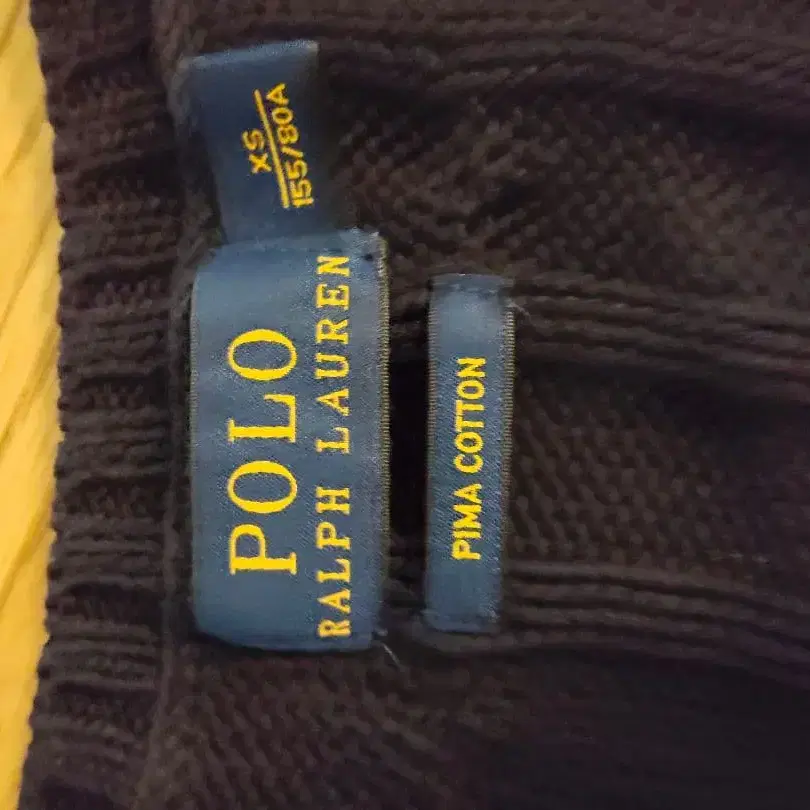 XS
155/80A
POLO
RALPH LAUREN
PIMA COTTON